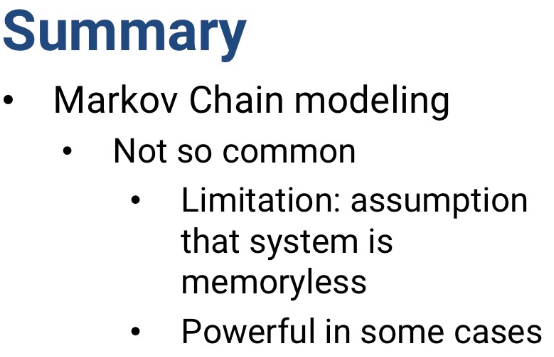 Summary
• Markov Chain modeling
• Not so common
• Limitation: assumption
that system is
memoryless
• Powerful in some cases